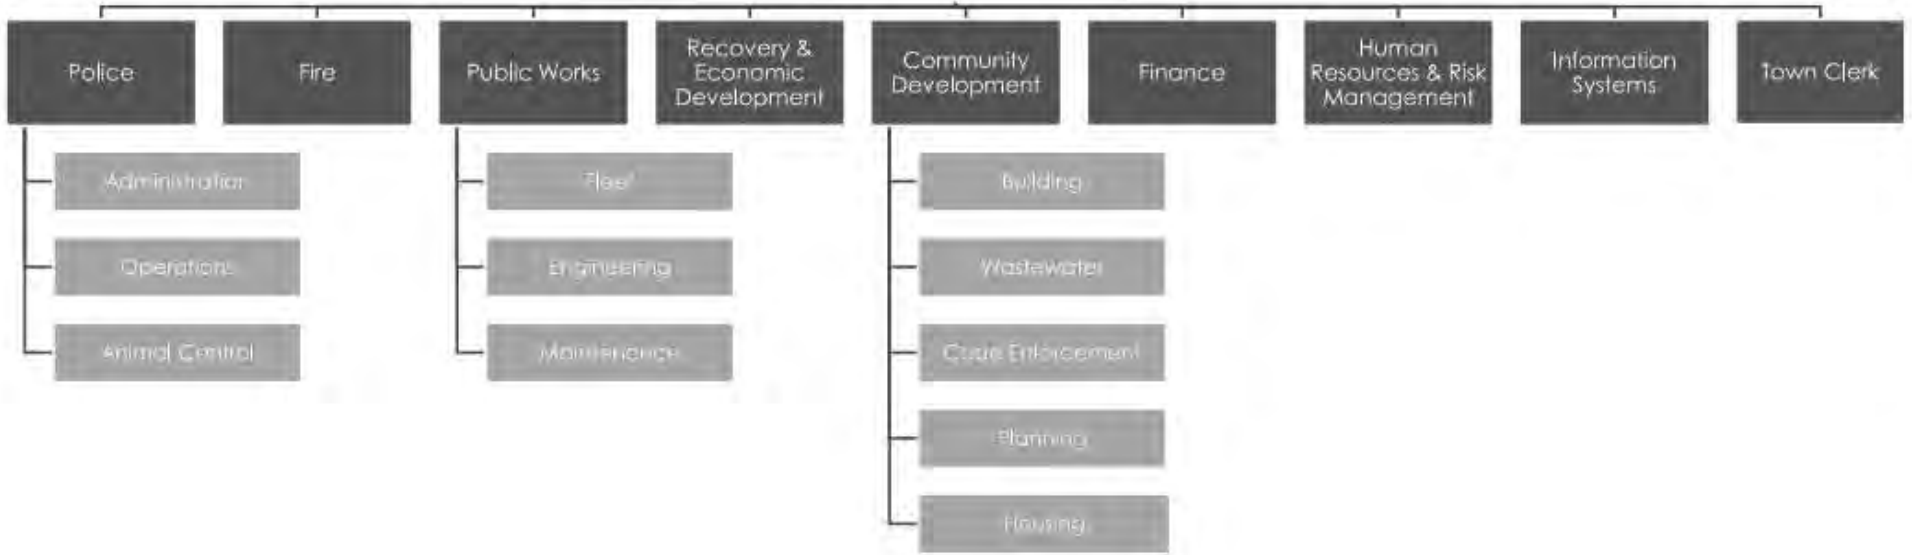 Police
Fire
Public Works
Recovery &
Economic
Development
Community
Development
Finance
Human
Resources & Risk
Management
Information
Systems
Town Clerk
Administration
Operations
Animal Control
Fleet
Engineering
Maintenance
Building
Wastewater
Code Enforcement
Planning
Housing